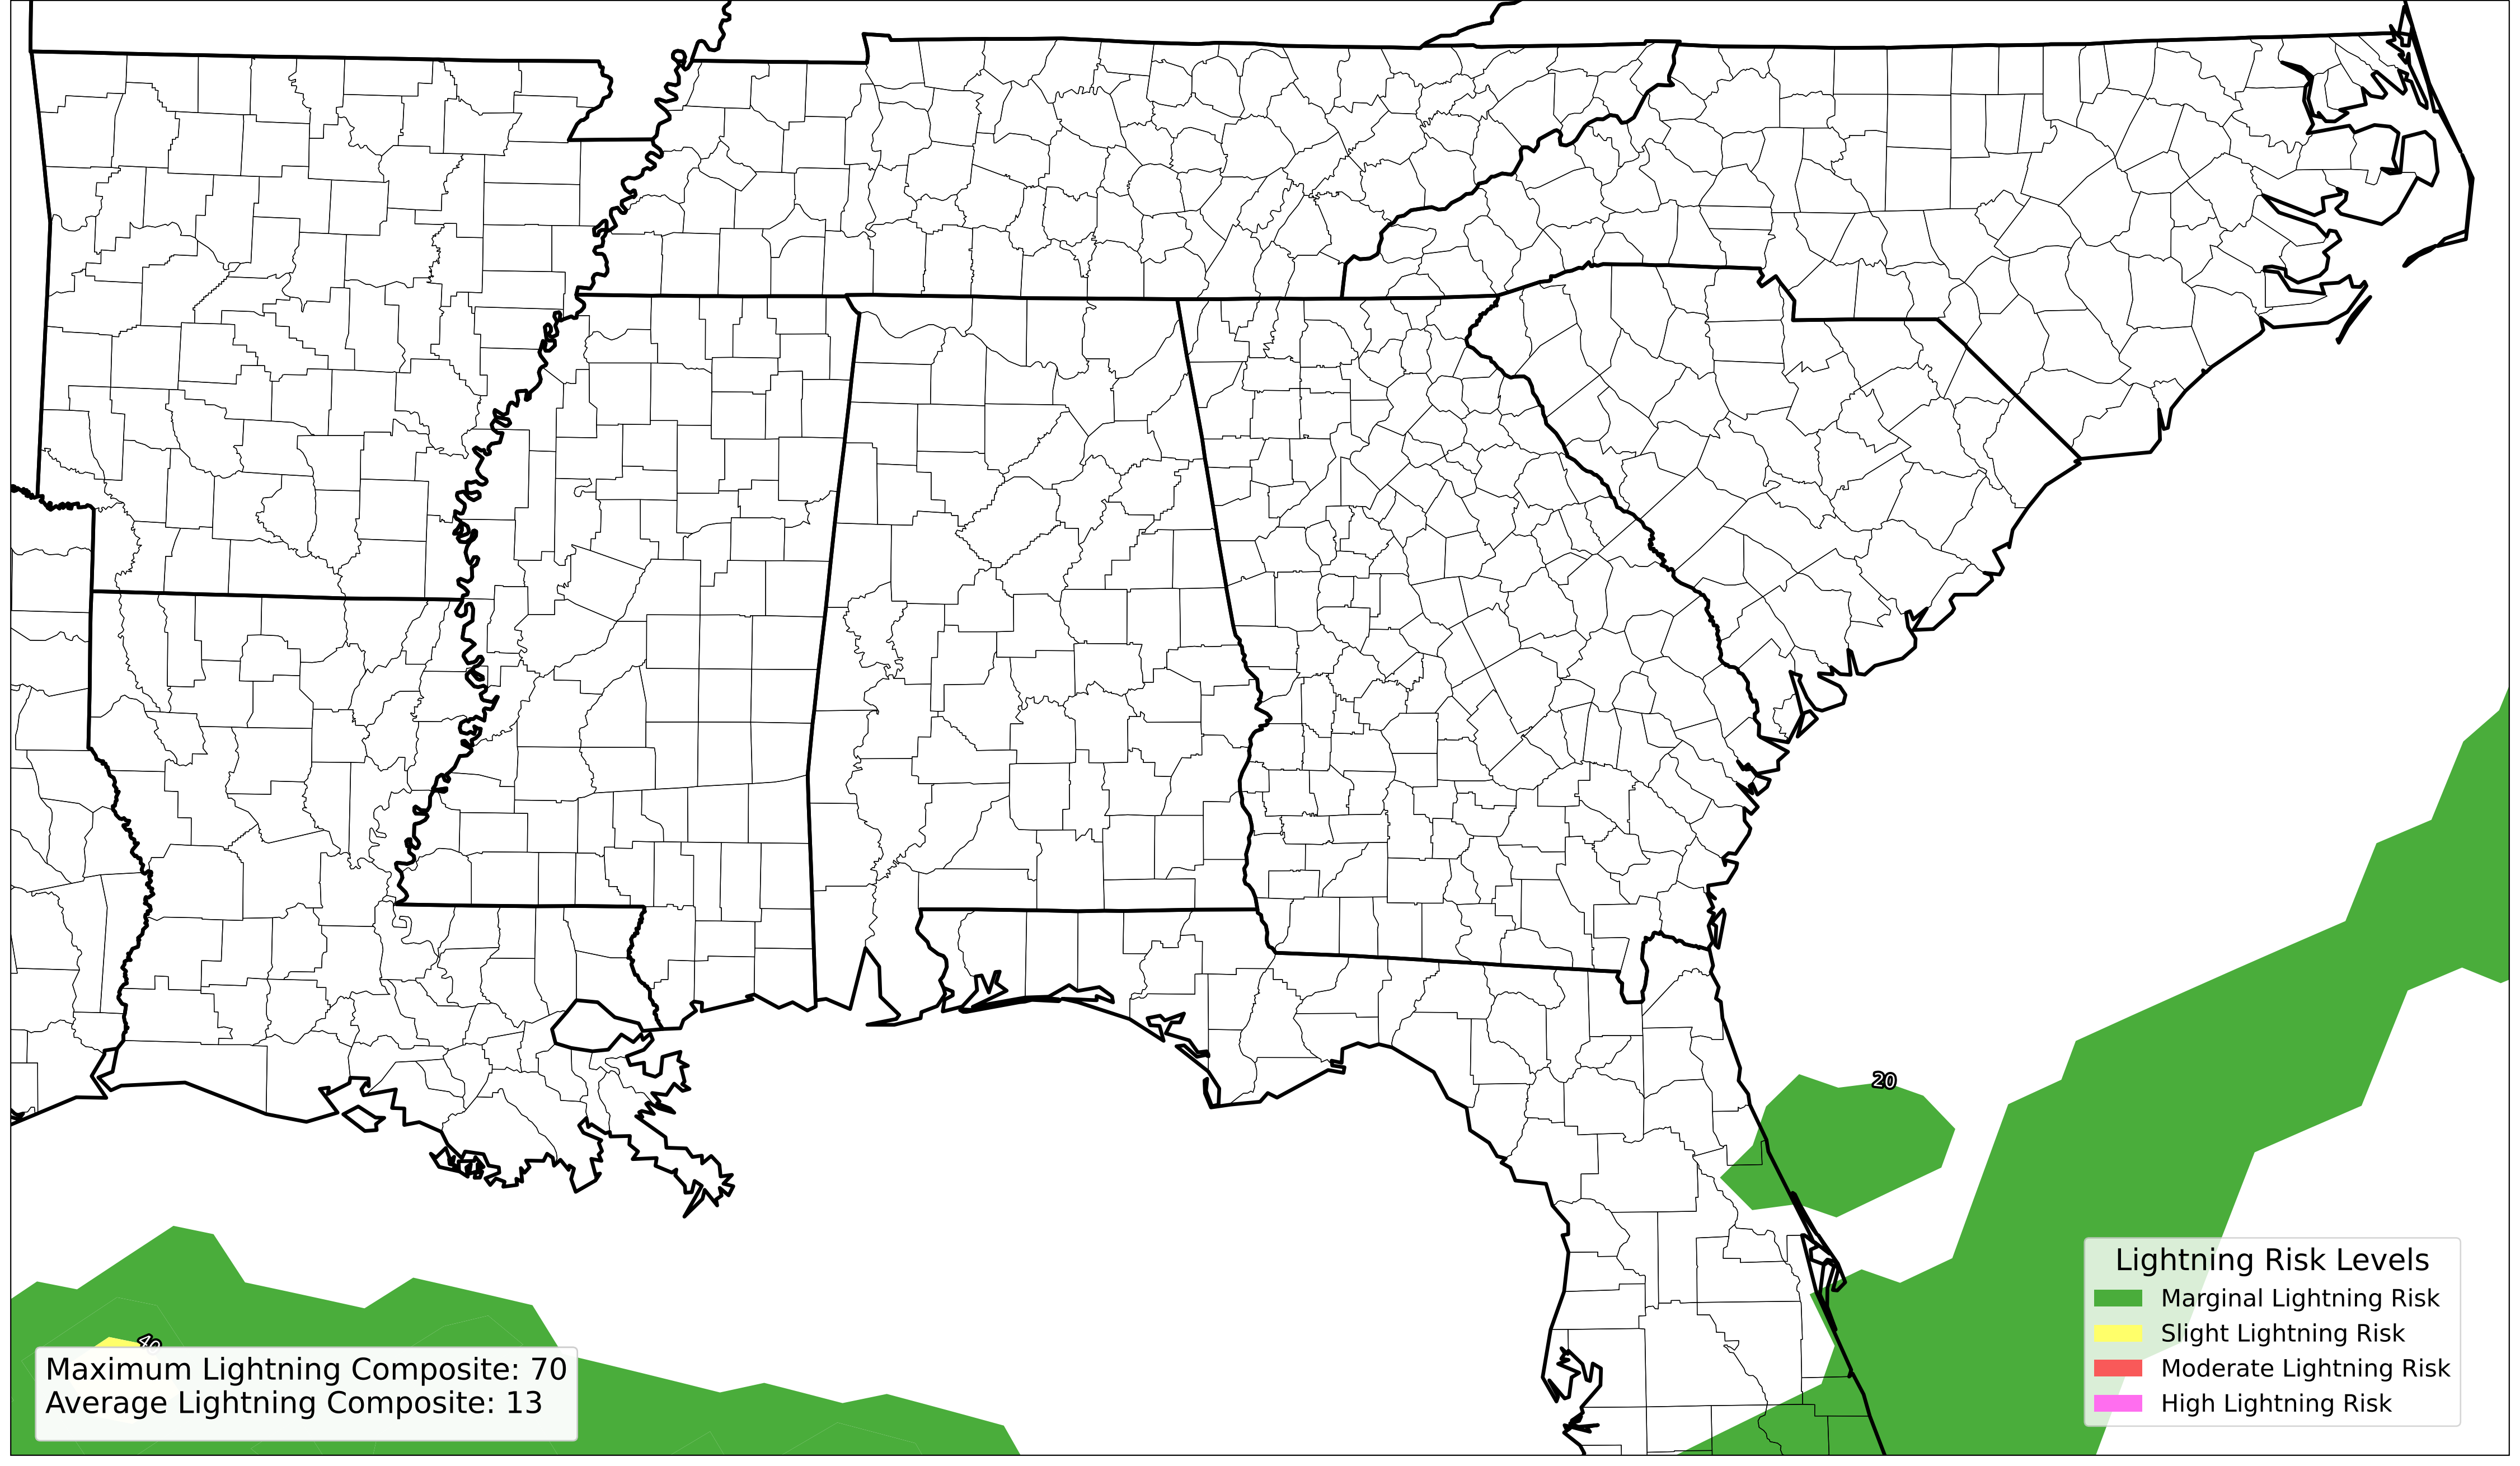 20
40
Maximum Lightning Composite: 70
Average Lightning Composite: 13
Lightning Risk Levels
Marginal Lightning Risk
Slight Lightning Risk
Moderate Lightning Risk
High Lightning Risk